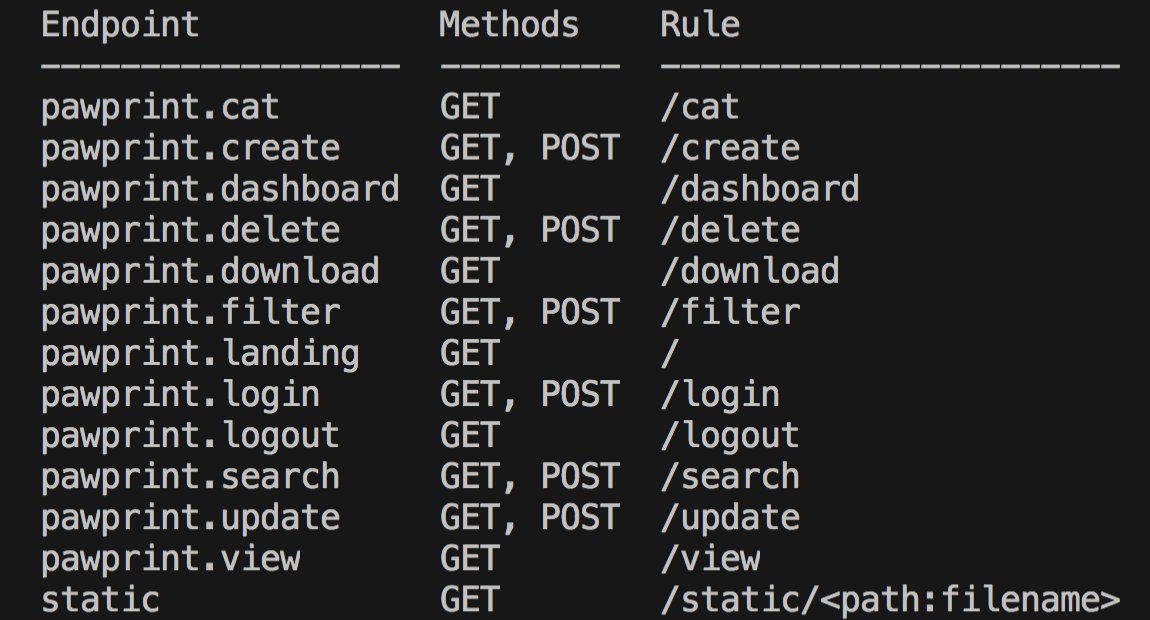 Endpoint             Methods    Rule
------------------  ---------  -----------------------
pawprint.cat         GET        /cat
pawprint.create      GET, POST  /create
pawprint.dashboard  GET        /dashboard
pawprint.delete      GET, POST  /delete
pawprint.download    GET        /download
pawprint.filter      GET, POST  /filter
pawprint.landing     GET        /
pawprint.login       GET, POST  /login
pawprint.logout      GET        /logout
pawprint.search      GET, POST  /search
pawprint.update      GET, POST  /update
pawprint.view        GET        /view
static               GET        /static/<path:filename>